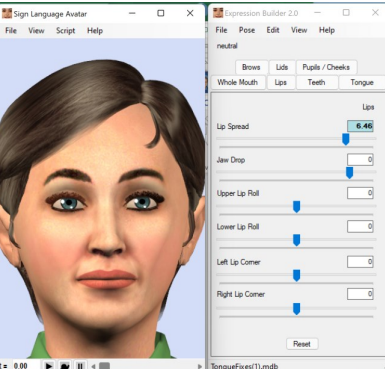 Sign Language Avatar
File View Script Help
t = 0.00
Expression Builder 2.0
File Pose Edit View Help
neutral
Brows Lids Pupils / Cheeks
Whole Mouth Lips Teeth Tongue
Lips
Lip Spread 6.46
Jaw Drop 0
Upper Lip Roll 0
Lower Lip Roll 0
Left Lip Corner 0
Right Lip Corner 0
Reset
TongueFixes(1).mdb